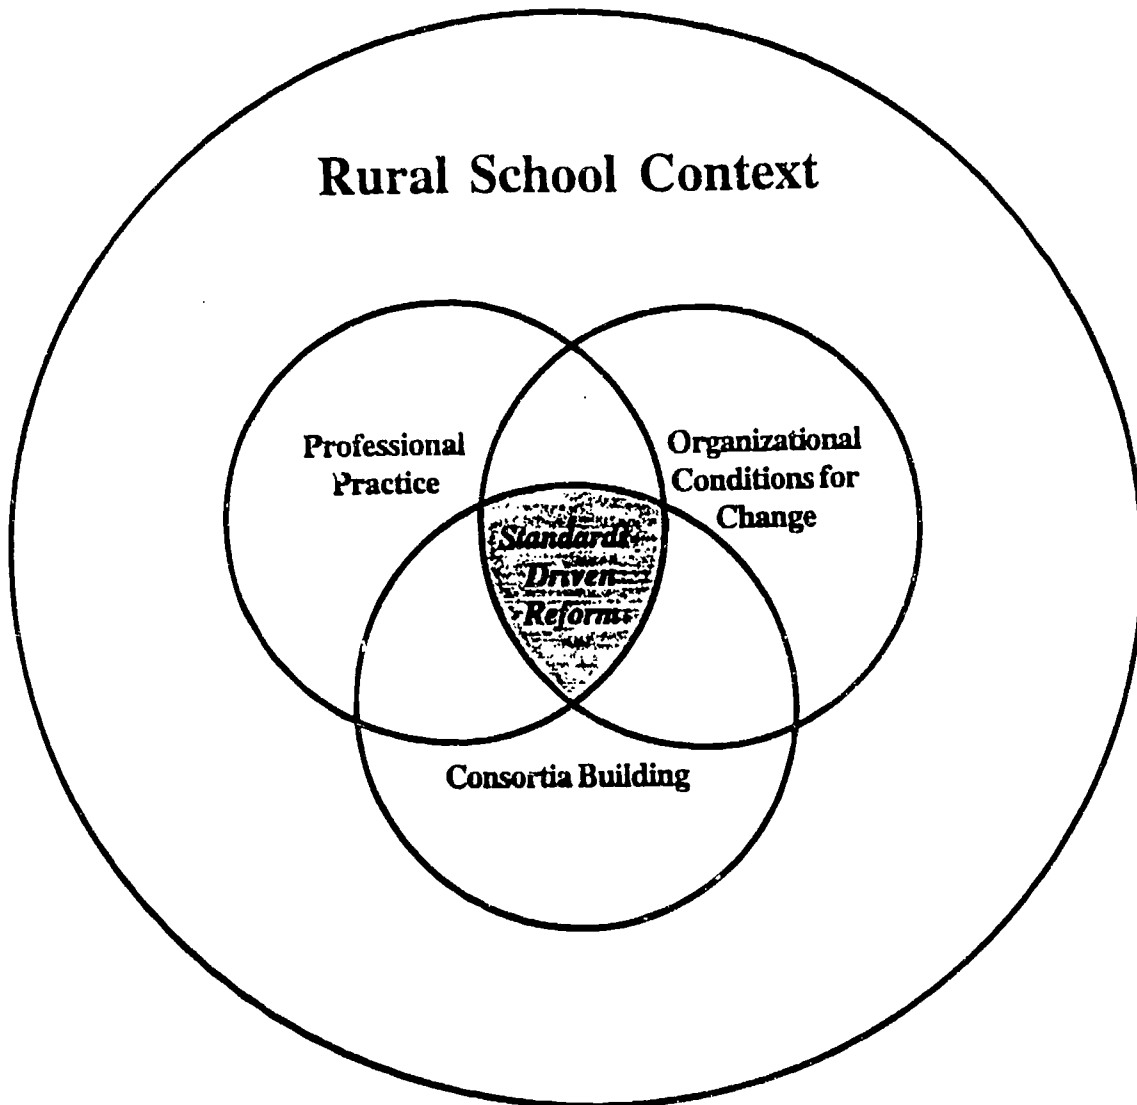 Rural School Context
Professional
Practice
Organizational
Conditions for
Change
Standards-
Driven
Reform
Consortia Building